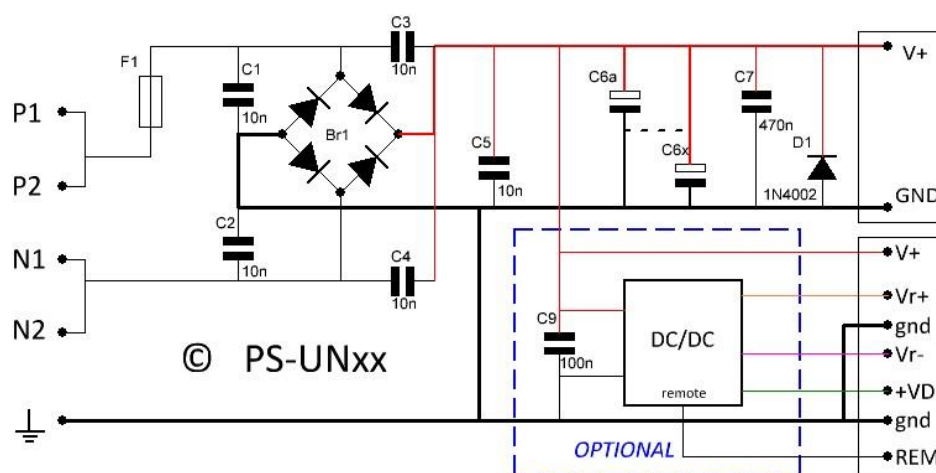 C3
10n
F1
C1
10n
P1
P2
Br1
C5
10n
C6a
C6x
C7
470n
D1
1N4002
V+
GND
N1
N2
C2
10n
C4
10n
© PS-UNxx
C9
100n
DC/DC
remote
OPTIONAL
V+
Vr+
gnd
Vr-
+VD
gnd
REM